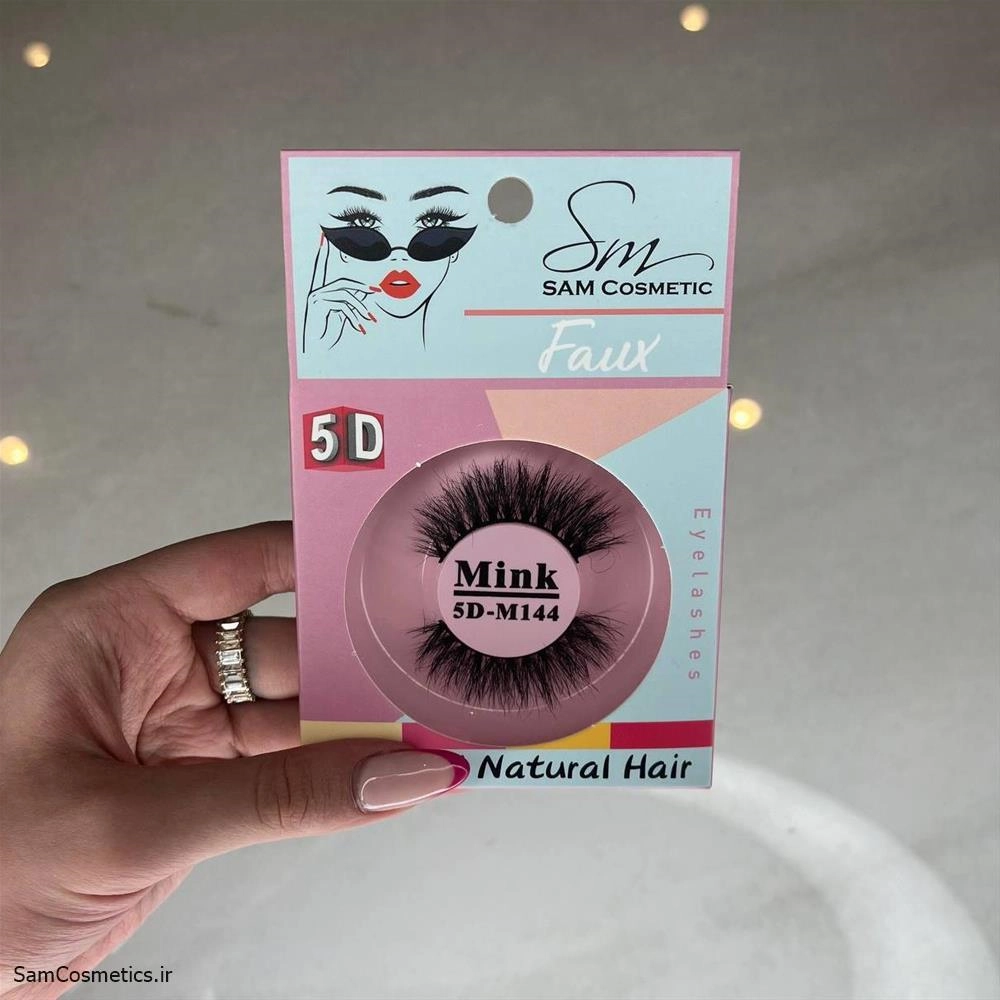 Sm
SAM COSMETIC
Faux
5D
Mink
5D-M144
Eyelashes
Natural Hair
SamCosmetics.ir